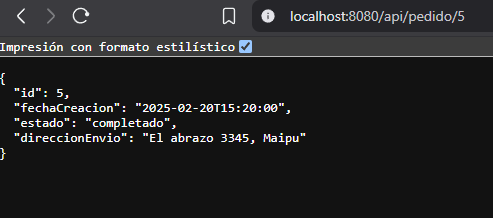 localhost:8080/api/pedido/5
Impresión con formato estilístico
{
  "id": 5,
  "fechaCreacion": "2025-02-20T15:20:00",
  "estado": "completado",
  "direccionEnvio": "El abrazo 3345, Maipu"
}